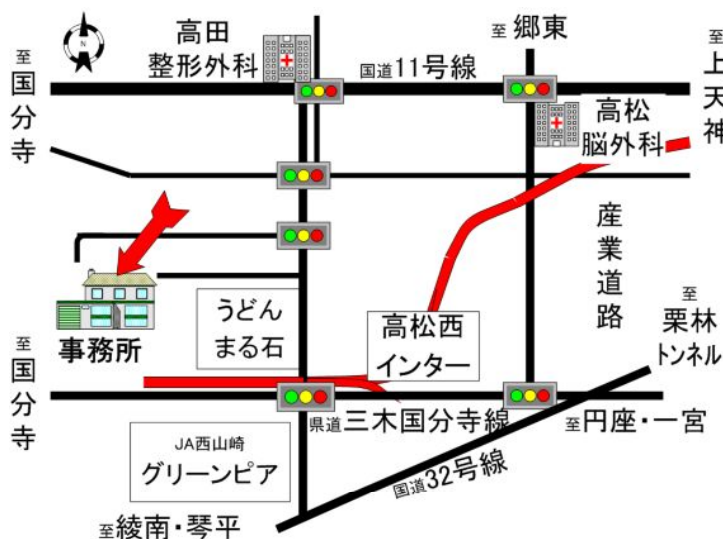 N
高田
整形外科
至 郷東
国道11号線
至
上
天
神
至
国
分
寺
高松
脳外科
産
業
道
路
うどん
まる石
高松西
インター
至
栗林
トンネル
事務所
至
国
分
寺
県道 三木国分寺線
至円座・一宮
JA西山崎
グリーンピア
国道32号線
至綾南・琴平